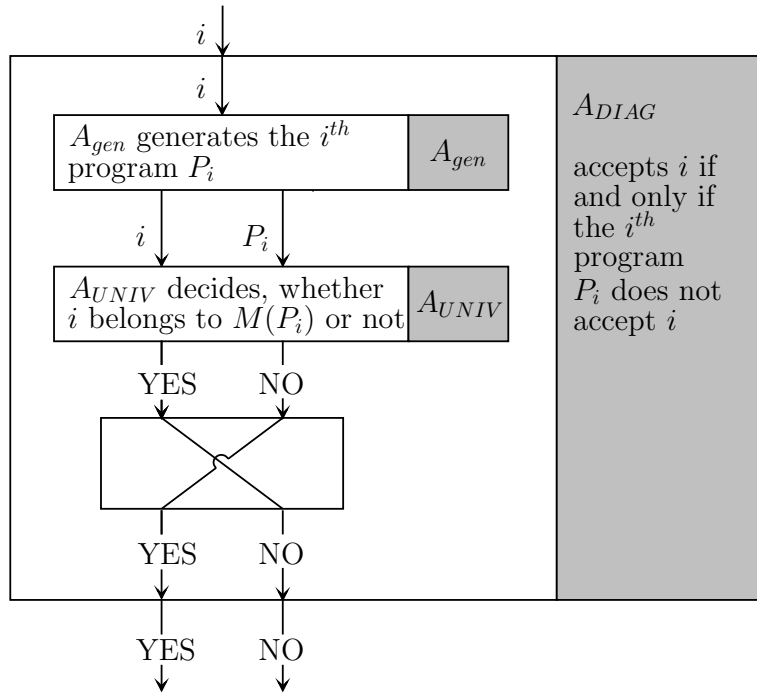 i
i
A_gen generates the i^th
program P_i
A_gen
i
P_i
A_UNIV decides, whether
i belongs to M(P_i) or not
A_UNIV
YES
NO
YES
NO
YES
NO
A_DIAG
accepts i if
and only if
the i^th
program
P_i does not
accept i